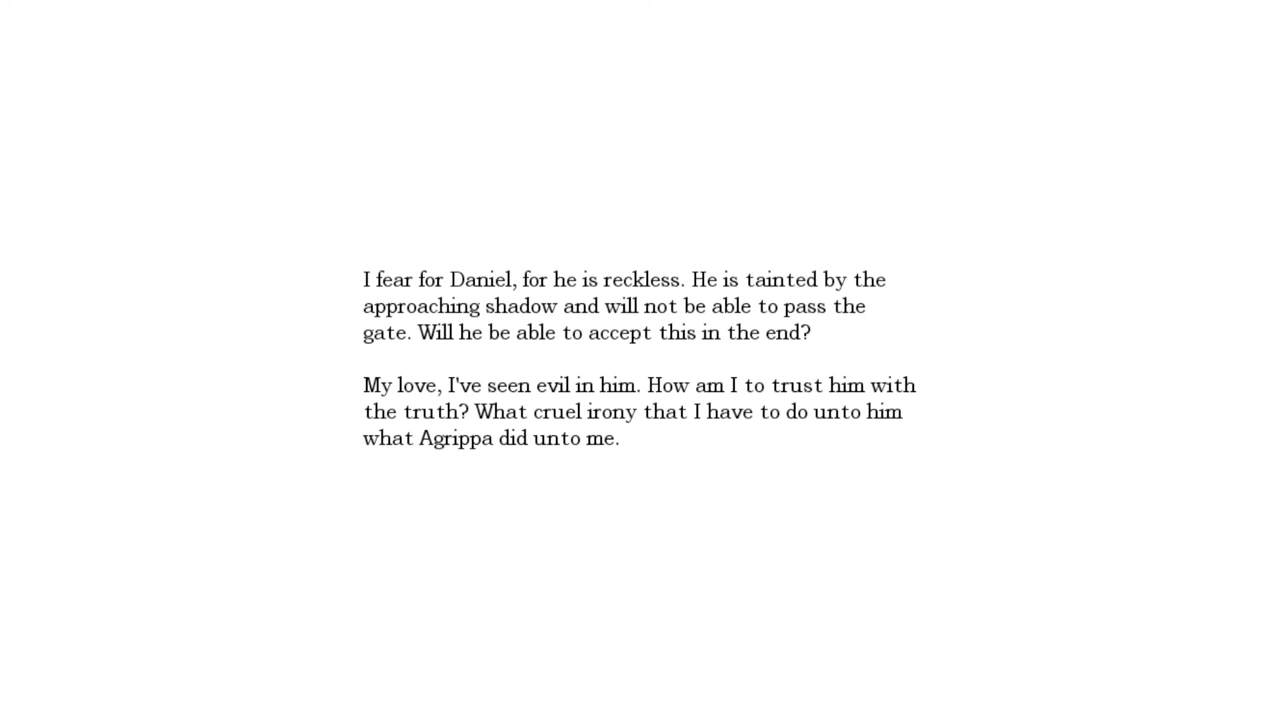 I fear for Daniel, for he is reckless. He is tainted by the
approaching shadow and will not be able to pass the
gate. Will he be able to accept this in the end?
My love, I've seen evil in him. How am I to trust him with
the truth? What cruel irony that I have to do unto him
what Agrippa did unto me.